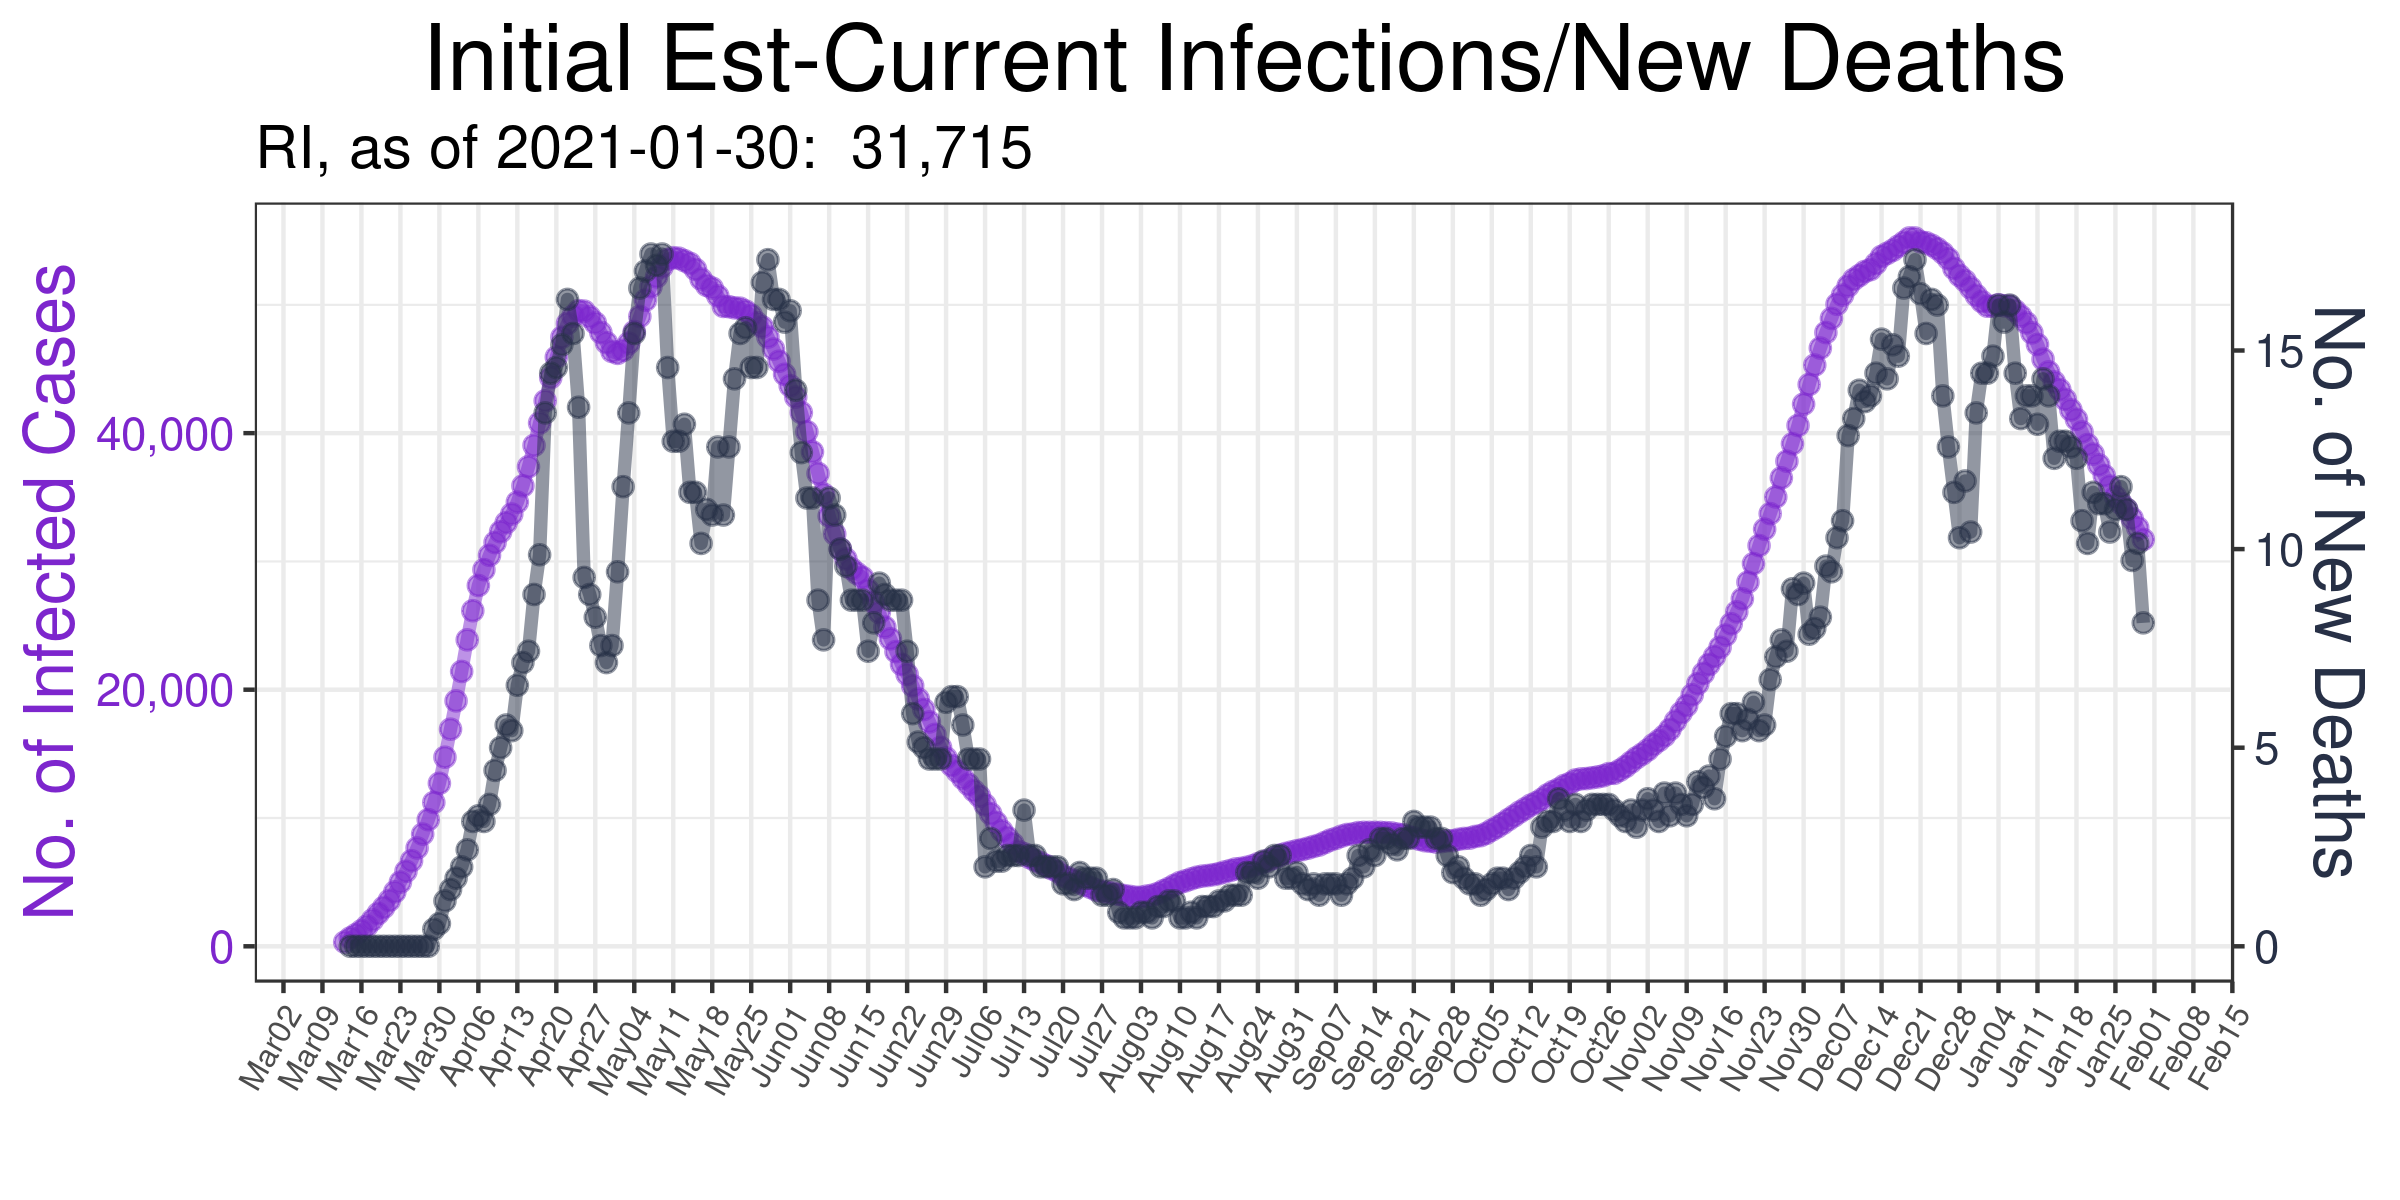 Initial Est-Current Infections/New Deaths
RI, as of 2021-01-30:  31,715
No. of Infected Cases
40,000
20,000
0
15
10
5
0
No. of New Deaths
Mar02
Mar09
Mar16
Mar23
Mar30
Apr06
Apr13
Apr20
Apr27
May04
May11
May18
May25
Jun01
Jun08
Jun15
Jun22
Jun29
Jul06
Jul13
Jul20
Jul27
Aug03
Aug10
Aug17
Aug24
Aug31
Sep07
Sep14
Sep21
Sep28
Oct05
Oct12
Oct19
Oct26
Nov02
Nov09
Nov16
Nov23
Nov30
Dec07
Dec14
Dec21
Dec28
Jan04
Jan11
Jan18
Jan25
Feb01
Feb08
Feb15